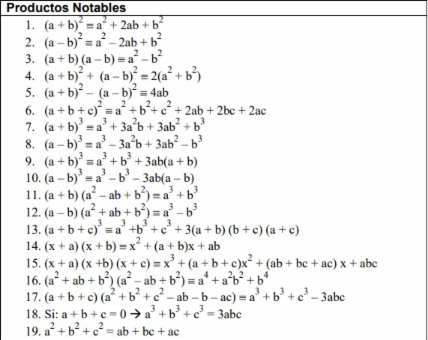 Productos Notables
1. (a + b)² ≡ a² + 2ab + b²
2. (a – b)² ≡ a² – 2ab + b²
3. (a + b) (a – b) ≡ a² – b²
4. (a + b)² + (a – b)² ≡ 2(a² + b²)
5. (a + b)² – (a – b)² ≡ 4ab
6. (a + b + c)² ≡ a² + b² + c² + 2ab + 2bc + 2ac
7. (a + b)³ ≡ a³ + 3a²b + 3ab² + b³
8. (a – b)³ ≡ a³ – 3a²b + 3ab² – b³
9. (a + b)³ ≡ a³ + b³ + 3ab(a + b)
10. (a – b)³ ≡ a³ – b³ – 3ab(a – b)
11. (a + b) (a² – ab + b²) ≡ a³ + b³
12. (a – b) (a² + ab + b²) ≡ a³ – b³
13. (a + b + c)³ ≡ a³ + b³ + c³ + 3(a + b) (b + c) (a + c)
14. (x + a) (x + b) ≡ x² + (a + b)x + ab
15. (x + a) (x +b) (x + c) ≡ x³ + (a + b + c)x² + (ab + bc + ac) x + abc
16. (a² + ab + b²) (a² – ab + b²) ≡ a⁴ + a²b² + b⁴
17. (a + b + c) (a² + b² + c² – ab – b – ac) ≡ a³ + b³ + c³ – 3abc
18. Si: a + b + c = 0 → a³ + b³ + c³ = 3abc
19. a² + b² + c² = ab + bc + ac